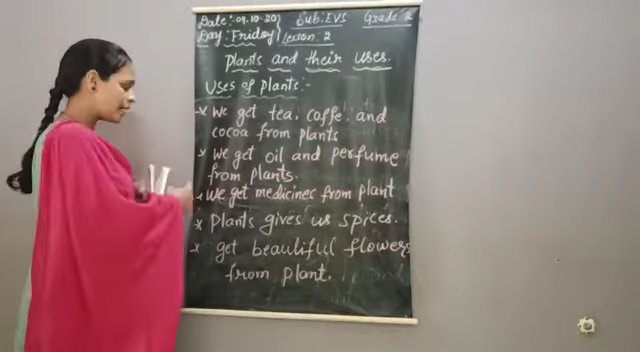 Date:-09.10.20 Sub: EVS Grade 2
Day: Friday Lesson: 2
Plants and their uses.
Uses of plants:-
x We get tea, coffe, and
cocoa from plants
x We get oil and perfume
from plants.
x We get medicines from plant
x Plants gives us spices.
x get beautiful flowers
from plant.